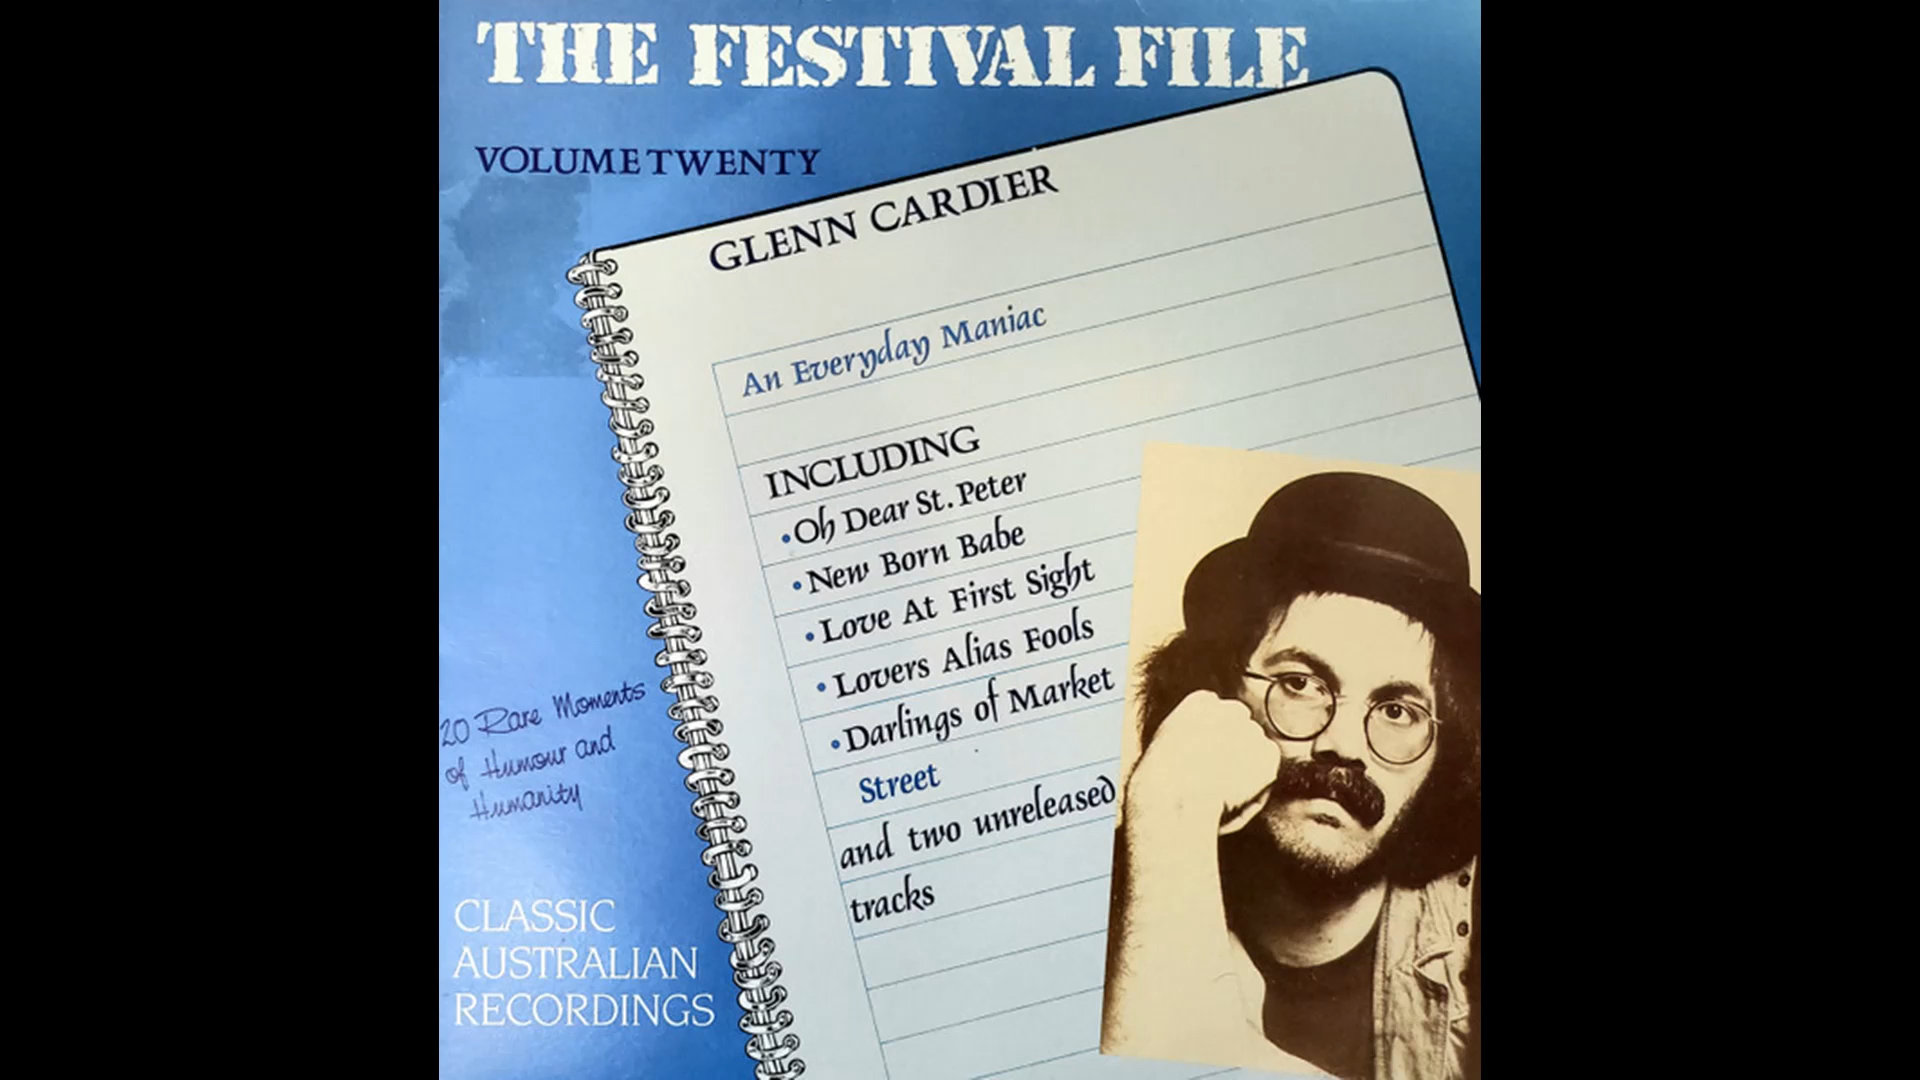 THE FESTIVAL FILE
VOLUME TWENTY
GLENN CARDIER
An Everyday Maniac
INCLUDING
•Oh Dear St. Peter
•New Born Babe
•Love At First Sight
•Lovers Alias Fools
•Darlings of Market
Street
and two unreleased
tracks
20 Rare Moments
of Humour and
Humanity
CLASSIC
AUSTRALIAN
RECORDINGS